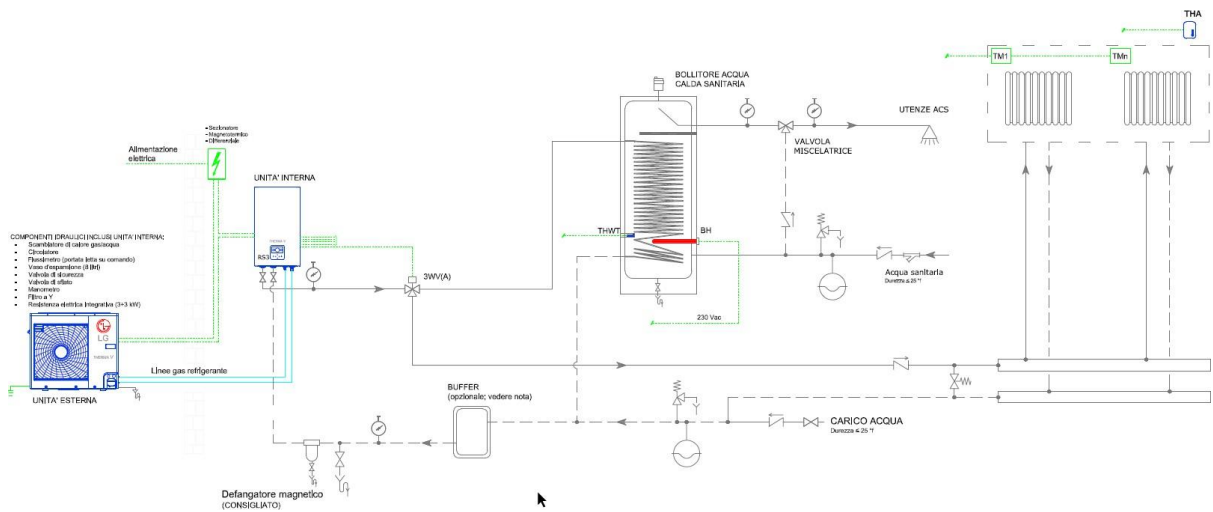 THA
TM1
TMn
BOLLITORE ACQUA
CALDA SANITARIA
UTENZE ACS
VALVOLA
MISCELATRICE
• Sezionatore
• Magnetotermico
• Differenziale
Alimentazione
elettrica
UNITA' INTERNA
THWT
BH
RS3
3WV(A)
COMPONENTI IDRAULICI INCLUSI UNITA' INTERNA:
• Scambiatore di calore gas/acqua
• Circolatore
• Flussimetro (portata letta su comando)
• Vaso d'espansione (8 litri)
• Valvola di sicurezza
• Valvola di sfiato
• Manometro
• Filtro a Y
• Resistenza elettrica integrativa (3+3 kW)
Acqua sanitaria
Durezza ≤ 25 °f
230 Vac
LG
THERMA V
Linee gas refrigerante
UNITA' ESTERNA
BUFFER
(opzionale; vedere nota)
CARICO ACQUA
Durezza ≤ 25 °f
Defangatore magnetico
(CONSIGLIATO)